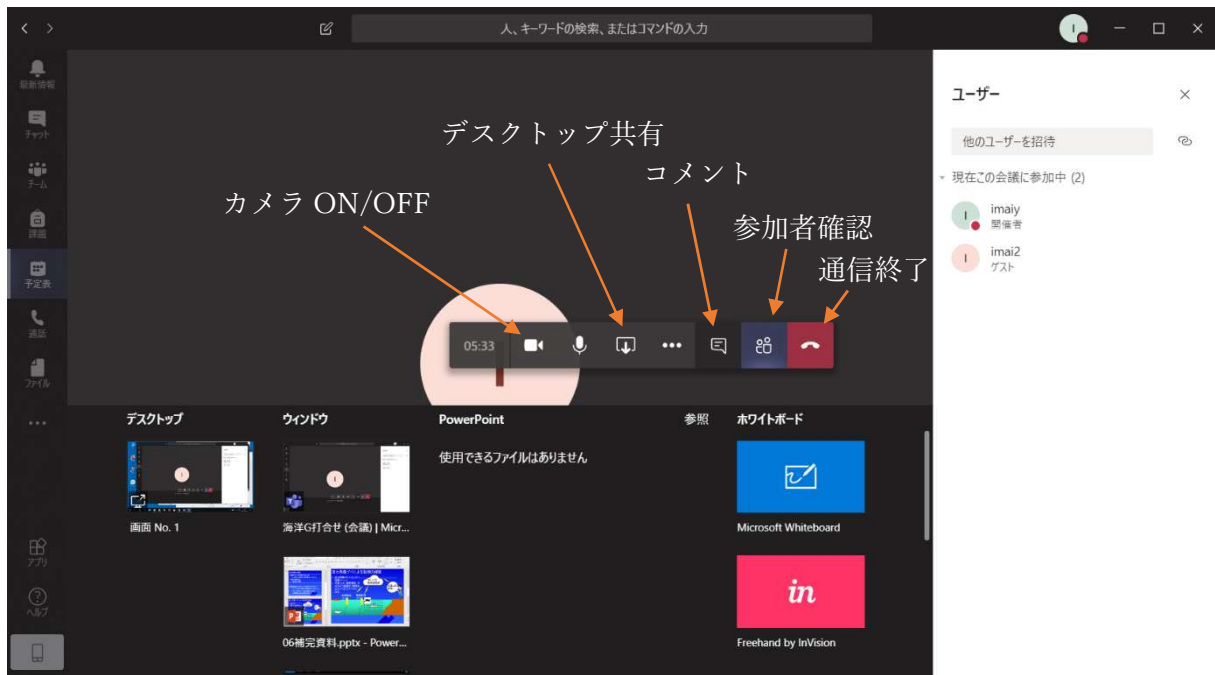 人、キーワードの検索、またはコマンドの入力
I
最新情報
チャット
チーム
課題
予定表
通話
ファイル
アプリ
ヘルプ
デスクトップ共有
コメント
カメラ ON/OFF
参加者確認
通信終了
05:33
デスクトップ
ウィンドウ
PowerPoint
参照
ホワイトボード
使用できるファイルはありません
画面 No. 1
海洋G打合せ (会議) | Micr...
Microsoft Whiteboard
06補完資料.pptx - Power...
in
Freehand by InVision
ユーザー
他のユーザーを招待
現在この会議に参加中 (2)
I
imaiy
開催者
I
imai2
ゲスト